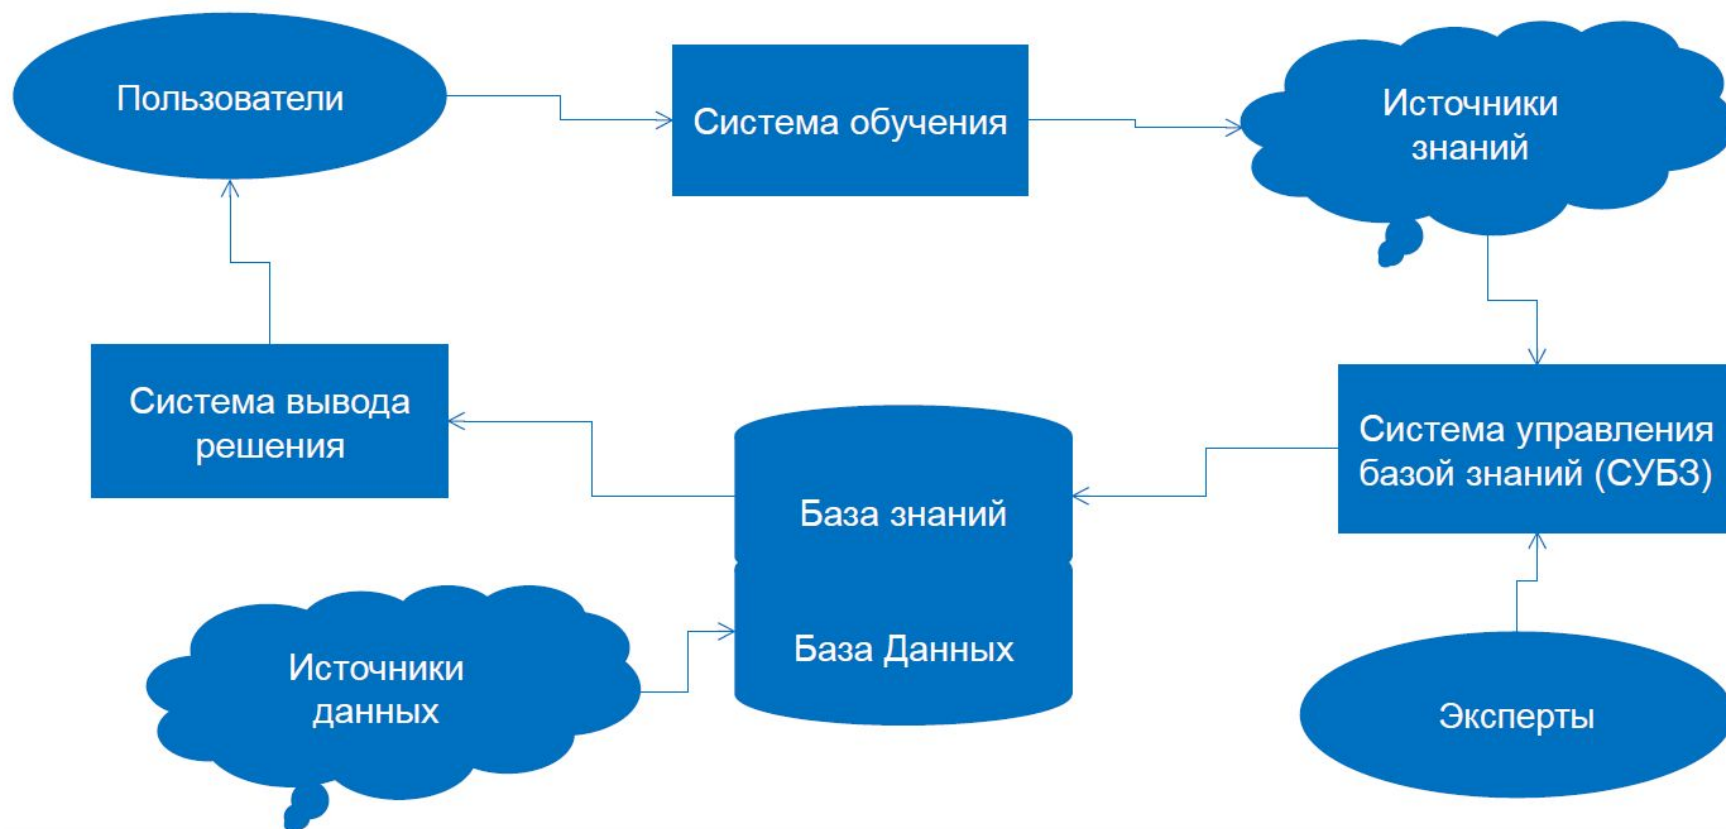 Пользователи
Система обучения
Источники
знаний
Система вывода
решения
База знаний
Система управления
базой знаний (СУБЗ)
Источники
данных
База Данных
Эксперты